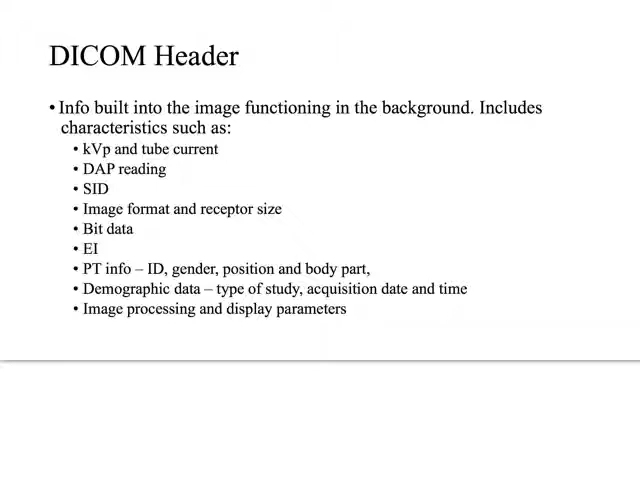 DICOM Header
• Info built into the image functioning in the background. Includes
characteristics such as:
• kVp and tube current
• DAP reading
• SID
• Image format and receptor size
• Bit data
• EI
• PT info – ID, gender, position and body part,
• Demographic data – type of study, acquisition date and time
• Image processing and display parameters